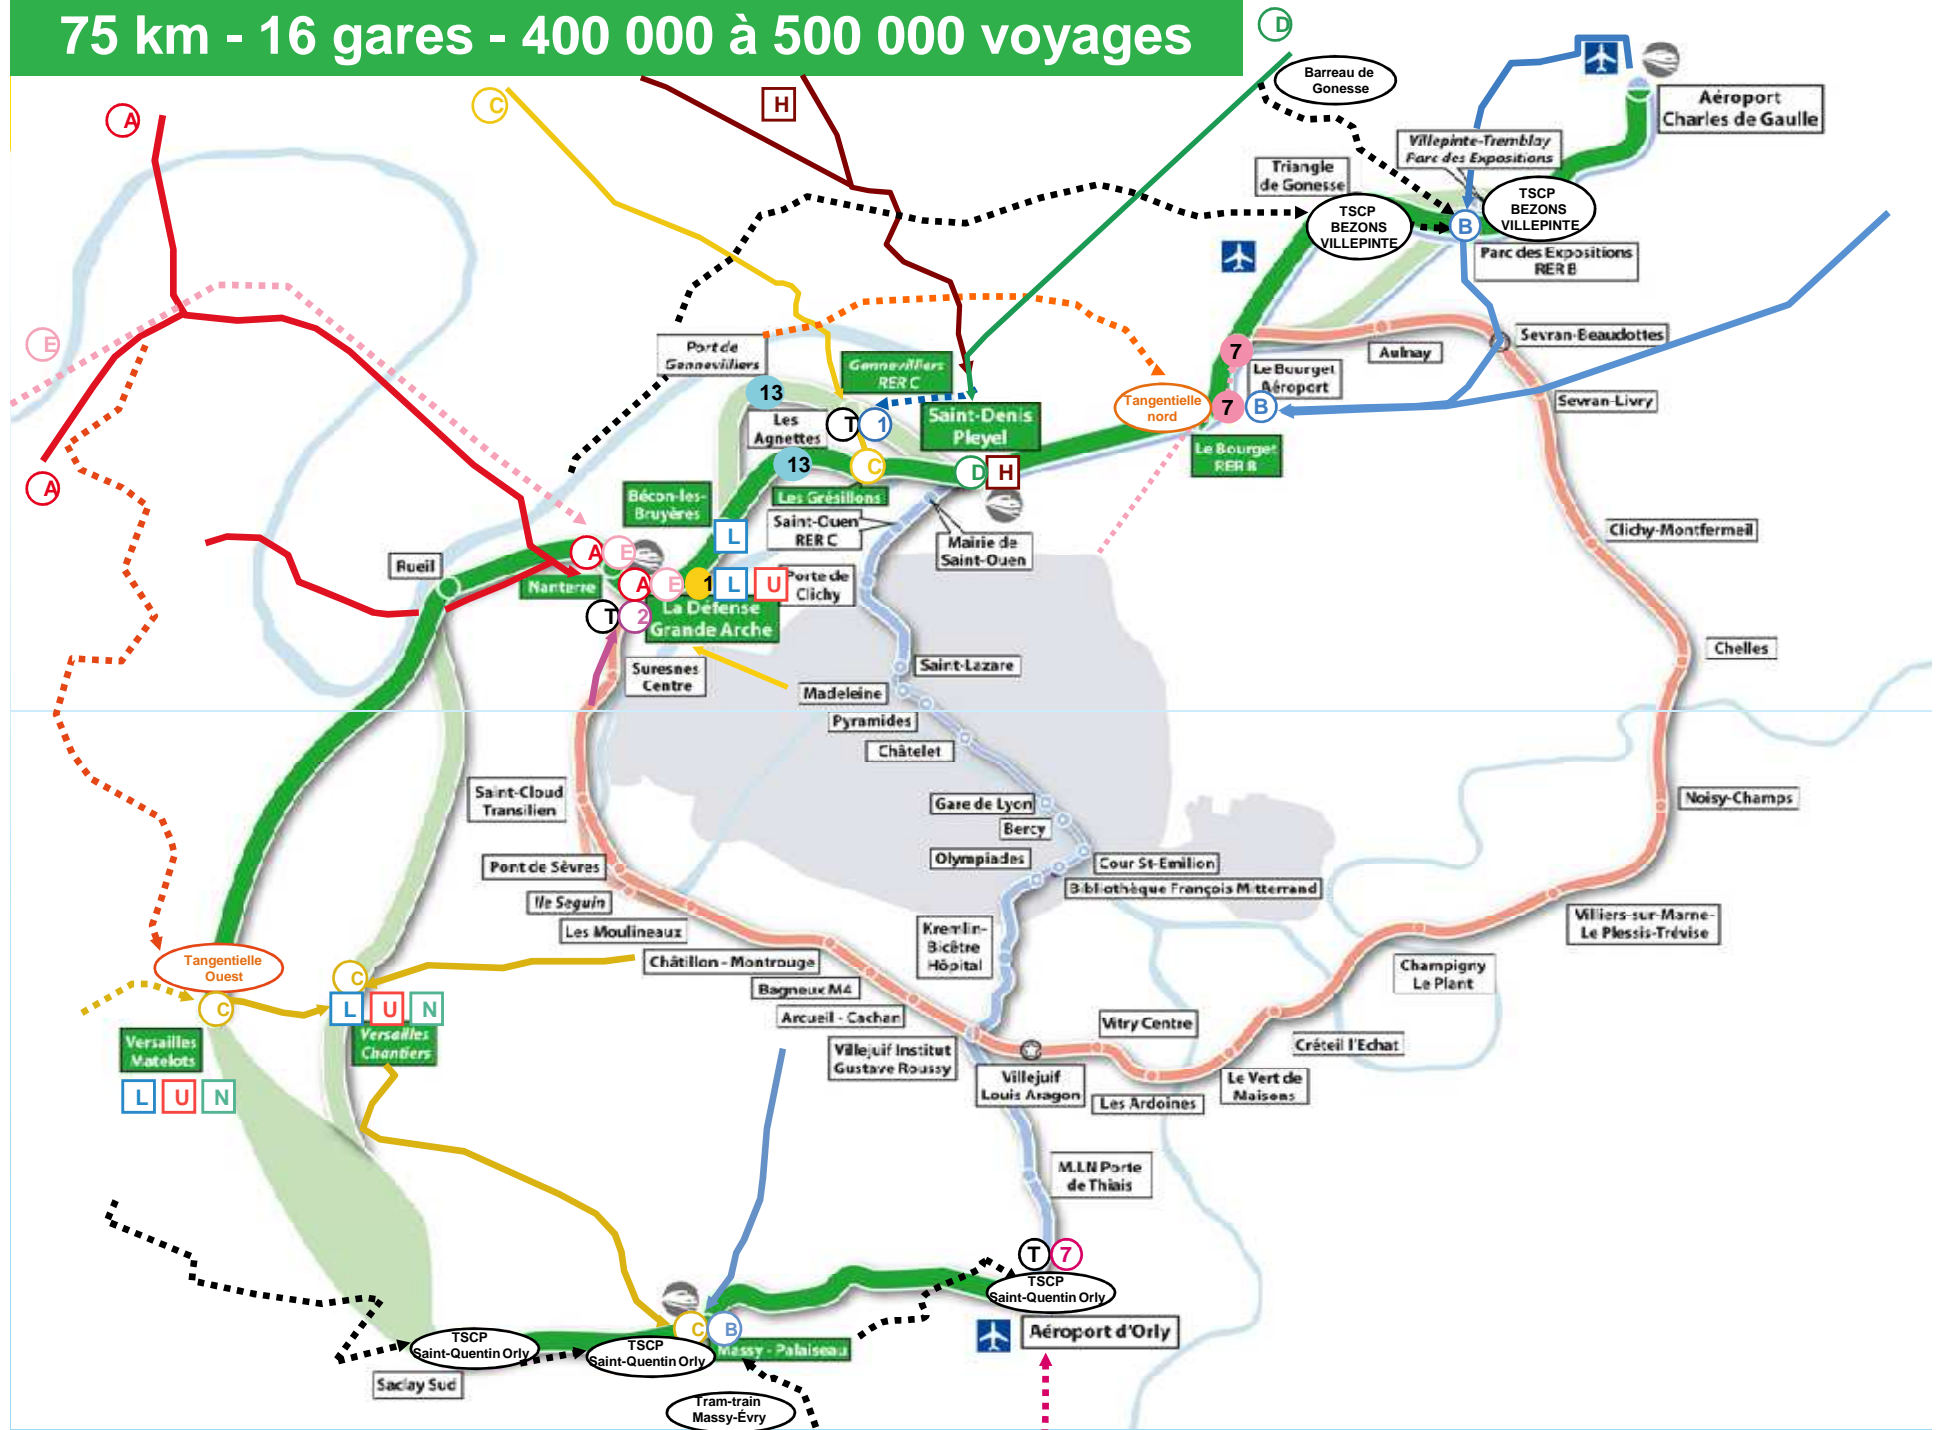 75 km - 16 gares - 400 000 à 500 000 voyages
D
Barreau de
Gonesse
A
C
H
Aéroport
Charles de Gaulle
Villepinte-Tremblay
Parc des Expositions
Triangle
de Gonesse
TSCP
BEZONS
VILLEPINTE
TSCP
BEZONS
VILLEPINTE
B
Parc des Expositions
RER B
E
Port de
Gennevilliers
Gennevilliers
RER C
7
Sevran-Beaudottes
Aulnay
Le Bourget
Aéroport
13
Tangentielle
nord
7
B
Sevran-Livry
Les
Agnettes
T
1
Saint-Denis
Pleyel
Le Bourget
RER B
A
13
C
D
H
Bécon-les-
Bruyères
Les Grésillons
Saint-Ouen
RER C
Mairie de
Saint-Ouen
Clichy-Montfermeil
L
Rueil
A
E
Nanterre
A
E
1
L
U
Porte de
Clichy
T
2
La Défense
Grande Arche
Chelles
Suresnes
Centre
Saint-Lazare
Madeleine
Pyramides
Châtelet
Saint-Cloud
Transilien
Gare de Lyon
Noisy-Champs
Bercy
Pont de Sèvres
Olympiades
Cour St-Emilion
Bibliothèque François Mitterrand
Ile Seguin
Les Moulineaux
Villiers-sur-Marne-
Le Plessis-Trévise
Kremlin-
Bicêtre
Hôpital
Tangentielle
Ouest
C
Châtillon - Montrouge
Champigny
Le Plant
Bagneux M4
C
L
U
N
Arcueil - Cachan
Vitry Centre
Versailles
Matelots
Versailles
Chantiers
Villejuif Institut
Gustave Roussy
Créteil l'Echat
Villejuif
Louis Aragon
Le Vert de
Maisons
L
U
N
Les Ardoines
M.I.N Porte
de Thiais
T
7
TSCP
Saint-Quentin Orly
C
B
Aéroport d'Orly
TSCP
Saint-Quentin Orly
TSCP
Saint-Quentin Orly
Massy - Palaiseau
Saclay Sud
Tram-train
Massy-Évry